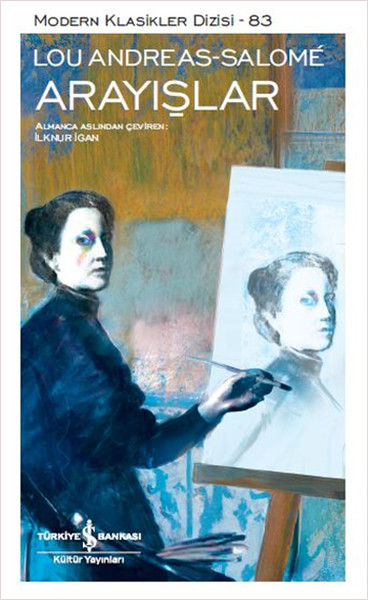 MODERN KLASİKLER DİZİSİ - 83
LOU ANDREAS-SALOMÉ
ARAYIŞLAR
ALMANCA ASLINDAN ÇEVİREN:
İLKNUR İGAN
TÜRKİYE İŞ BANKASI
Kültür Yayınları